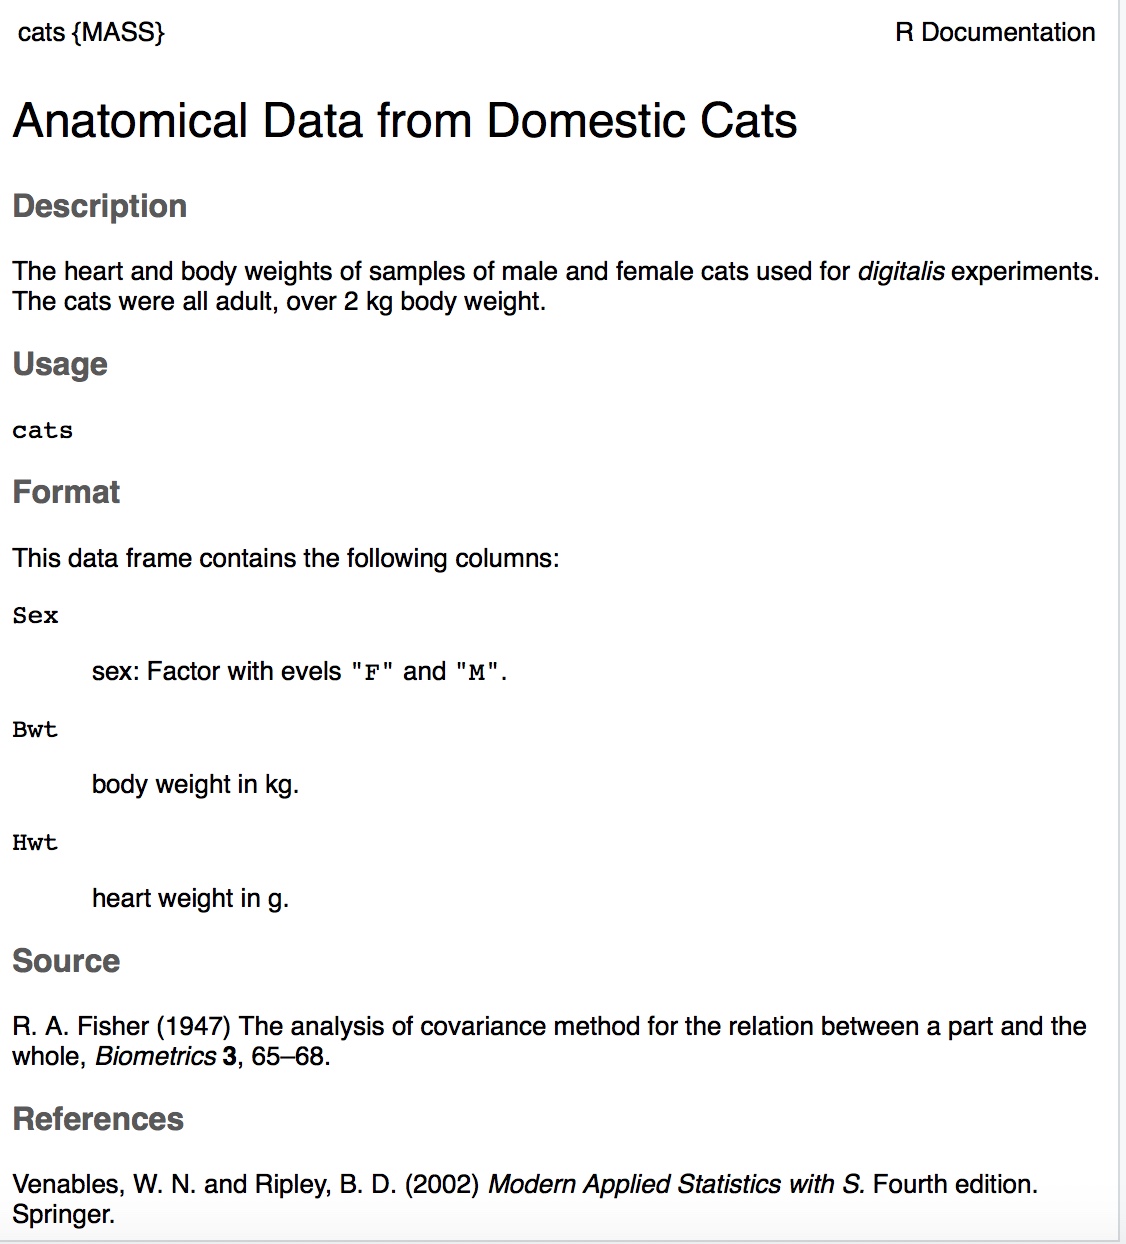 cats {MASS}
R Documentation
Anatomical Data from Domestic Cats
Description
The heart and body weights of samples of male and female cats used for digitalis experiments.
The cats were all adult, over 2 kg body weight.
Usage
cats
Format
This data frame contains the following columns:
Sex
sex: Factor with evels "F" and "M".
Bwt
body weight in kg.
Hwt
heart weight in g.
Source
R. A. Fisher (1947) The analysis of covariance method for the relation between a part and the
whole, Biometrics 3, 65–68.
References
Venables, W. N. and Ripley, B. D. (2002) Modern Applied Statistics with S. Fourth edition.
Springer.